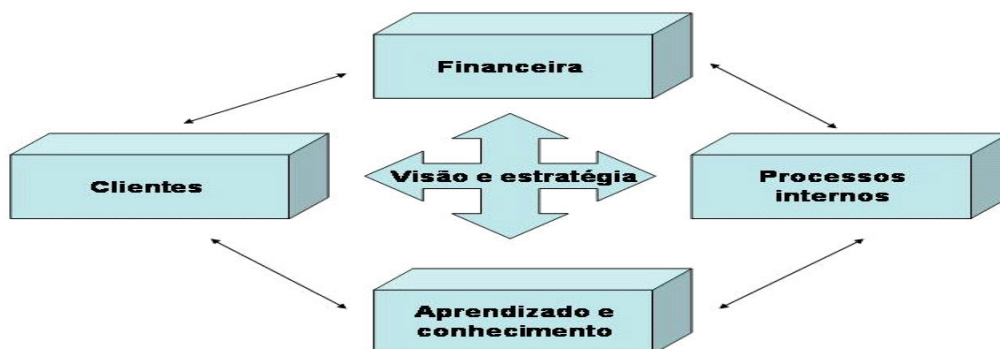 Financeira
Clientes
Visão e estratégia
Processos
internos
Aprendizado e
conhecimento